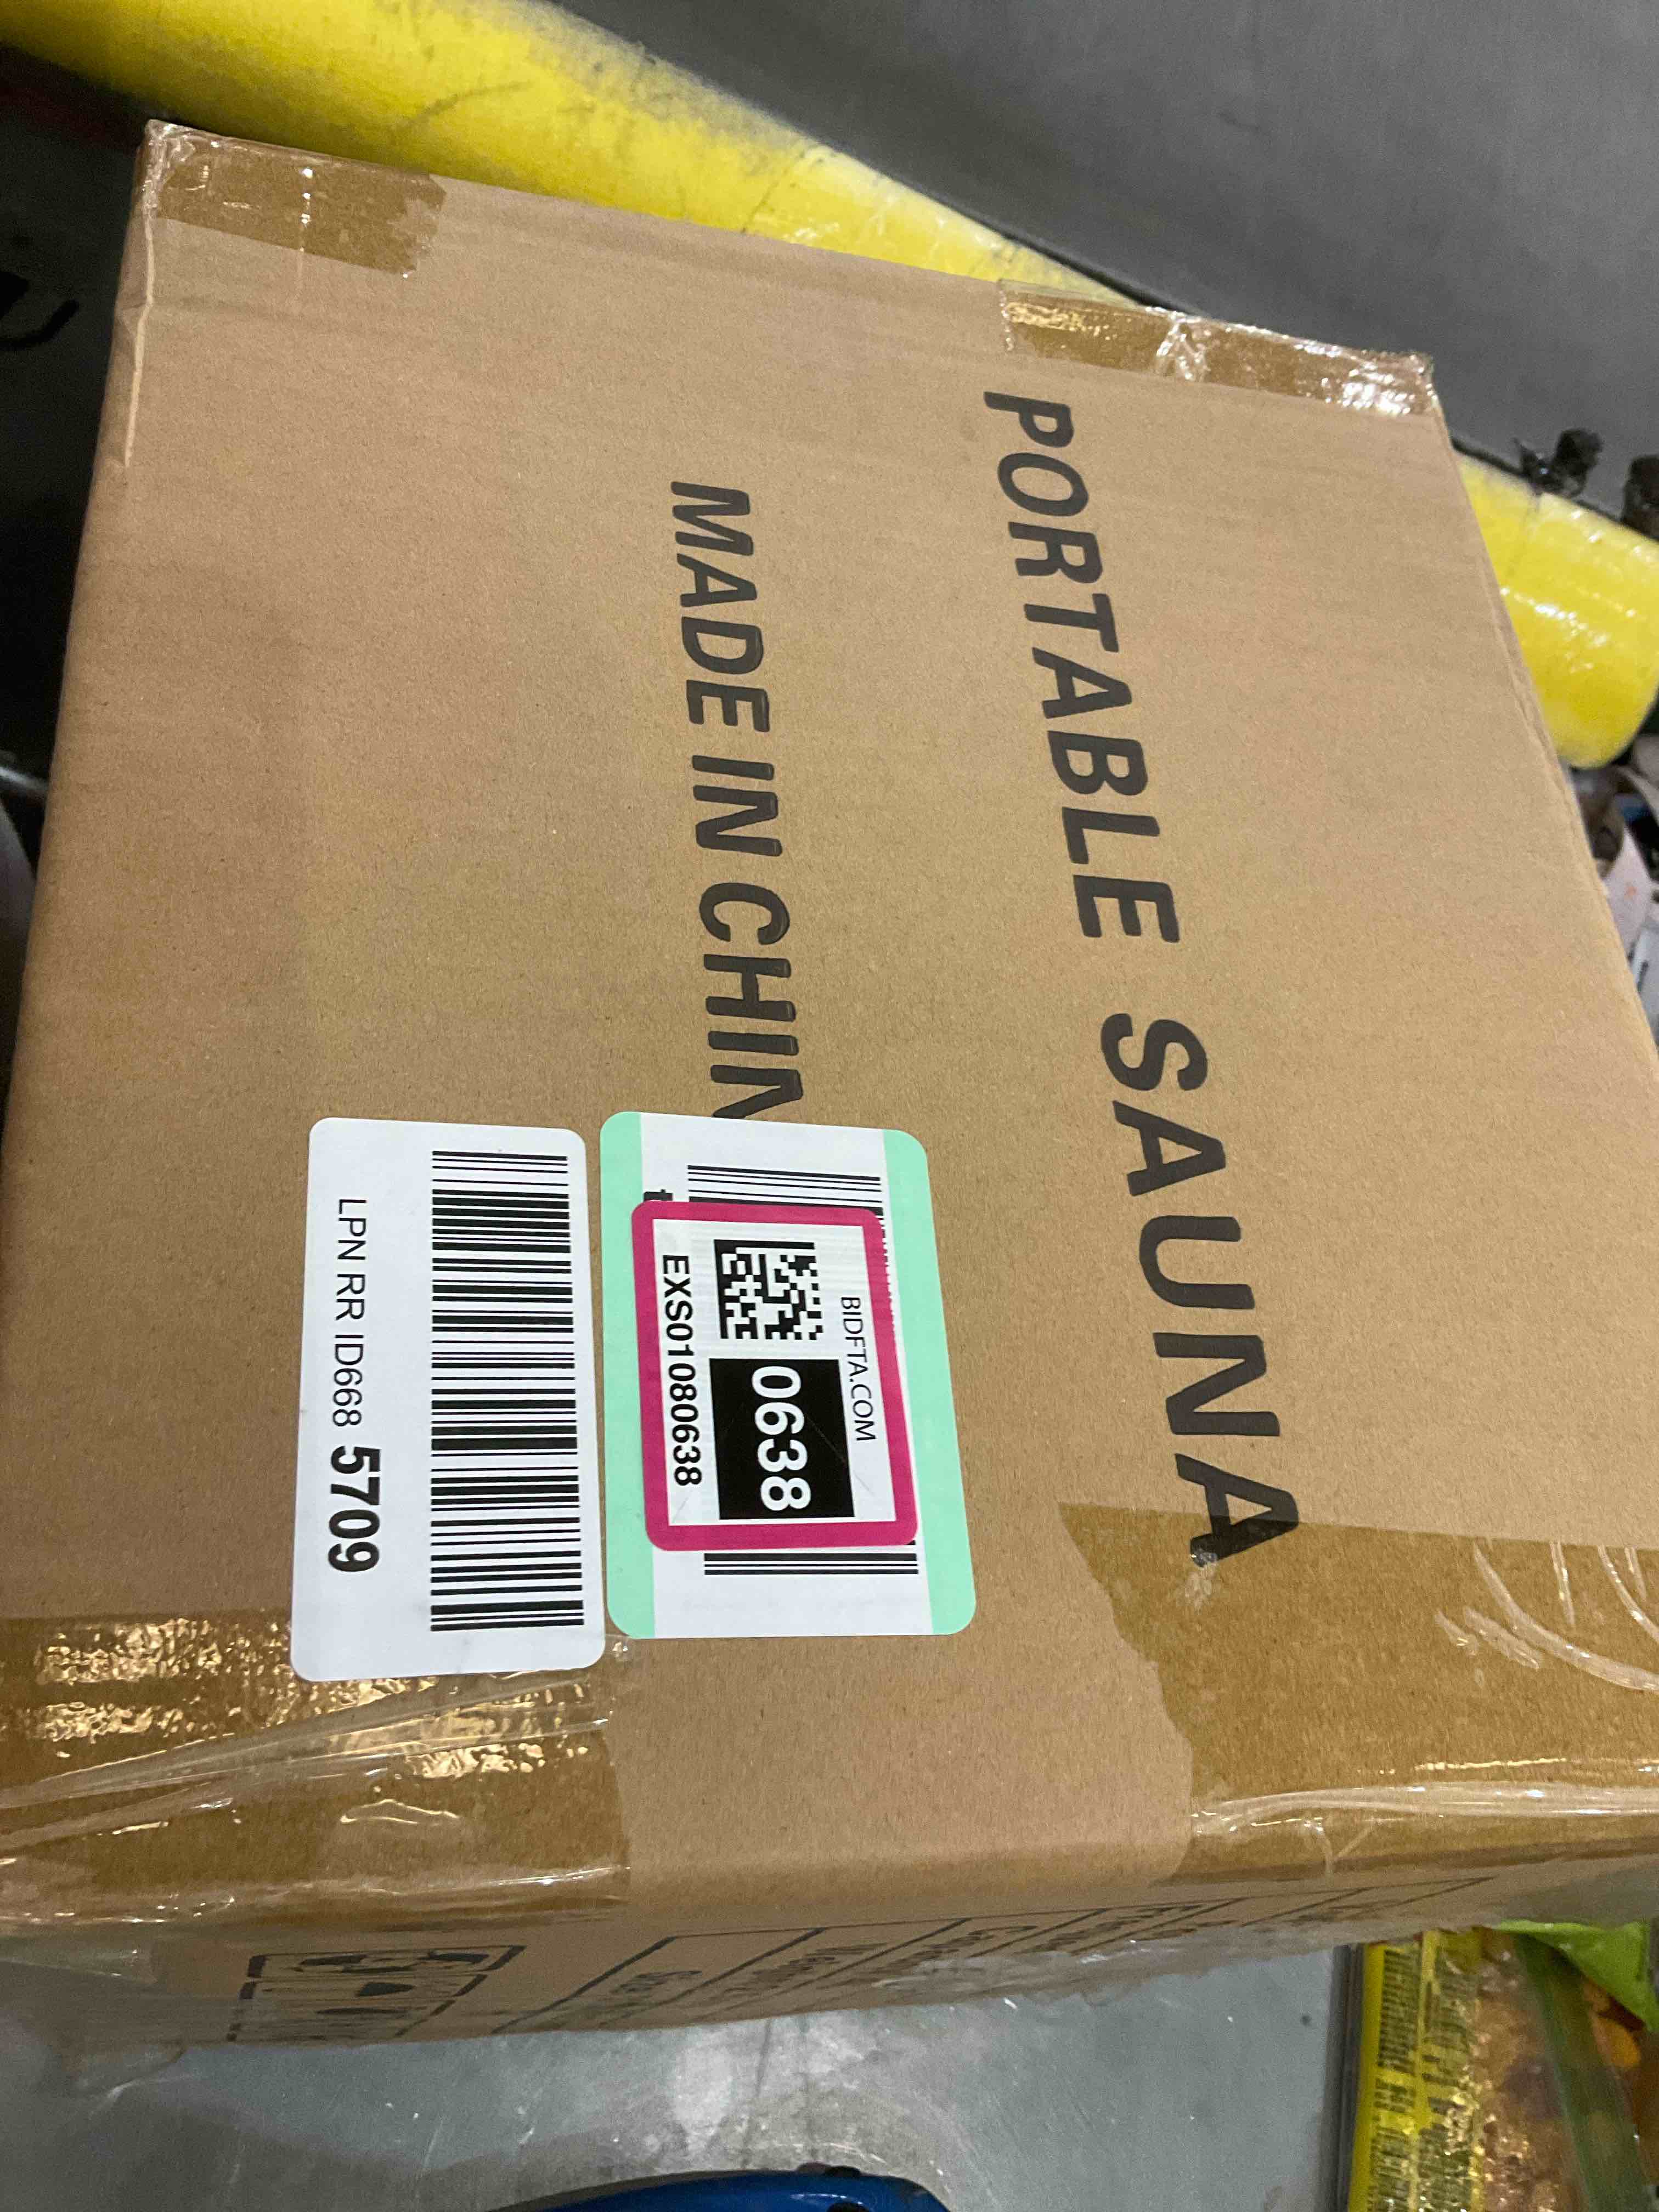 PORTABLE SAUNA
MADE IN CHIN
BIDFTA.COM
0638
EXS01080638
LPN RR ID668 5709